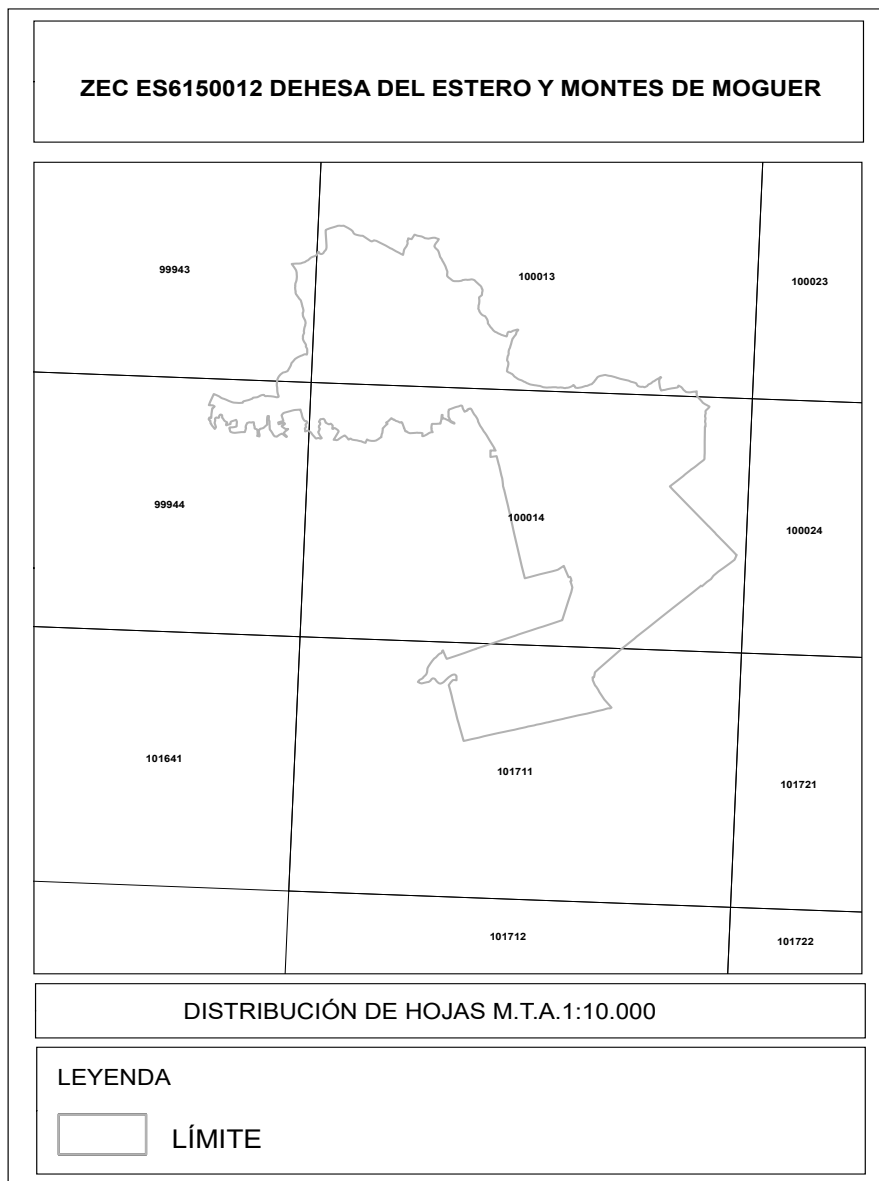 ZEC ES6150012 DEHESA DEL ESTERO Y MONTES DE MOGUER
99943
100013
100023
99944
100014
100024
101641
101711
101721
101712
101722
DISTRIBUCIÓN DE HOJAS M.T.A.1:10.000
LEYENDA
LÍMITE